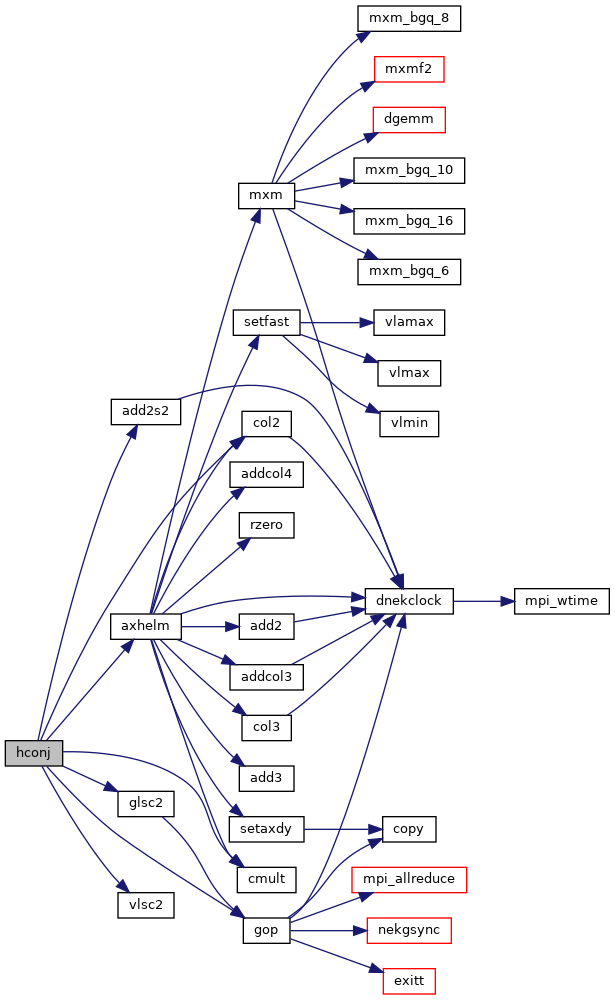 mxm_bgq_8
mxmf2
dgemm
mxm_bgq_10
mxm
mxm_bgq_16
mxm_bgq_6
setfast
vlamax
vlmax
add2s2
col2
vlmin
addcol4
rzero
dnekclock
mpi_wtime
axhelm
add2
addcol3
col3
hconj
add3
glsc2
setaxdy
copy
cmult
mpi_allreduce
vlsc2
gop
nekgsync
exitt